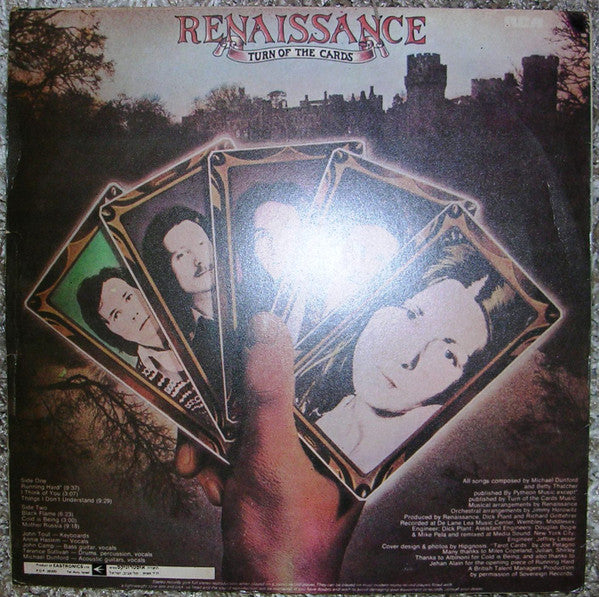 RENAISSANCE
TURN OF THE CARDS
RCA
Side One
Running Hard* (9:37)
I Think of You (3:07)
Things I Don't Understand (9:29)
Side Two
Black Flame (6:23)
Cold is Being (3:00)
Mother Russia (9:18)
John Tout – Keyboards
Annie Haslam – Vocals
John Camp – Bass guitar, vocals
Terence Sullivan – Drums, percussion, vocals
Michael Dunford – Acoustic guitars, vocals
All songs composed by Michael Dunford
and Betty Thatcher
published By Pytheon Music except*
published by Turn of the Cards Music
Musical arrangements by Renaissance
Orchestral arrangements by Jimmy Horowitz
Produced by Renaissance, Dick Plant and Richard Gottehrer
Recorded at De Lane Lea Music Center, Wembley, Middlesex
Engineer: Dick Plant: Assistant Engineers: Douglas Bogie
& Mike Pela and remixed at Media Sound, New York City.
Engineer: Jeffrey Lesser
Cover design & photos by Hipgnosis. Tarot Cards by Joe Petagno
Many thanks to Miles Copeland, Julian, Shirley
Thanks to Albinoni for Cold is Being; and also thanks to
Jehan Alain for the opening piece of Running Hard
A British Talent Managers Production
by permission of Sovereign Records.
Product of EASTRONICS